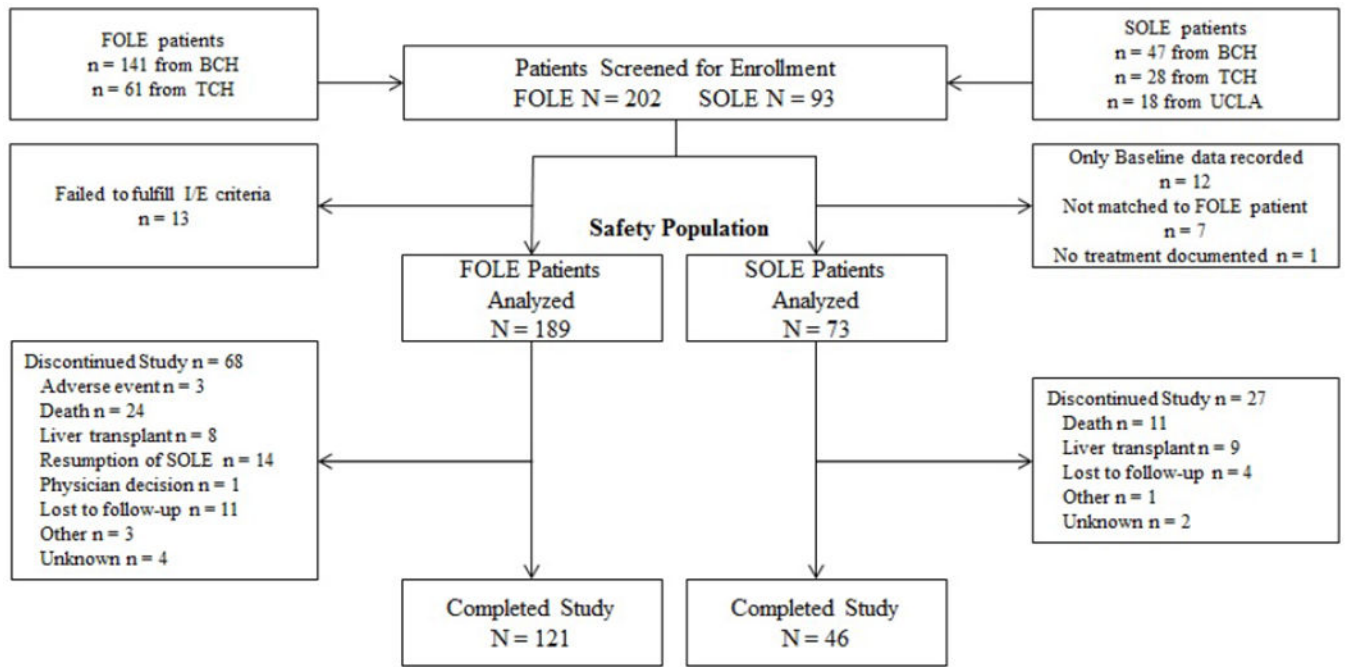 FOLE patients
n = 141 from BCH
n = 61 from TCH
Patients Screened for Enrollment
FOLE N = 202 SOLE N = 93
SOLE patients
n = 47 from BCH
n = 28 from TCH
n = 18 from UCLA
Failed to fulfill I/E criteria
n = 13
Only Baseline data recorded
n = 12
Not matched to FOLE patient
n = 7
No treatment documented n = 1
Safety Population
FOLE Patients
Analyzed
N = 189
SOLE Patients
Analyzed
N = 73
Discontinued Study n = 68
Adverse event n = 3
Death n = 24
Liver transplant n = 8
Resumption of SOLE n = 14
Physician decision n = 1
Lost to follow-up n = 11
Other n = 3
Unknown n = 4
Discontinued Study n = 27
Death n = 11
Liver transplant n = 9
Lost to follow-up n = 4
Other n = 1
Unknown n = 2
Completed Study
N = 121
Completed Study
N = 46